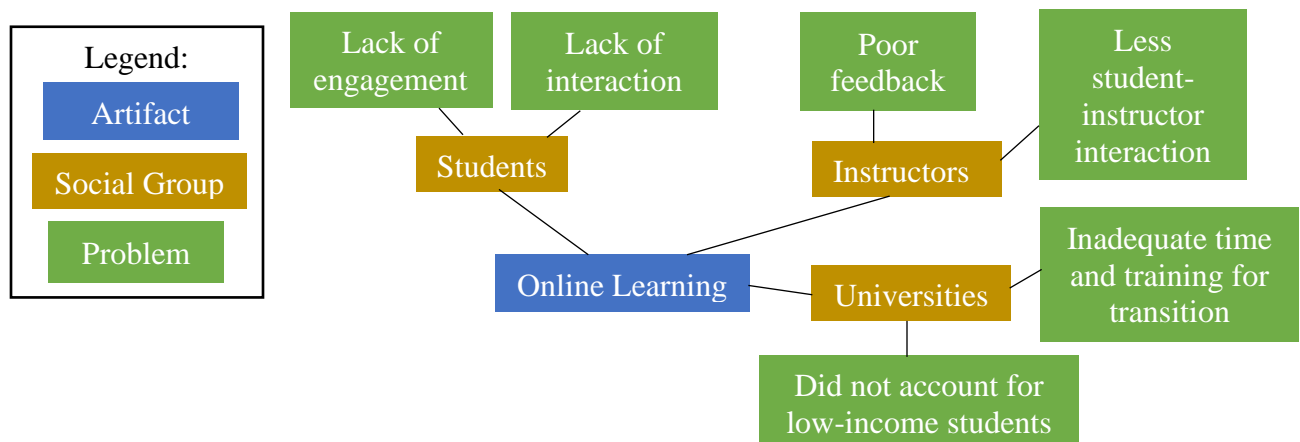 Legend:
Artifact
Social Group
Problem
Lack of
engagement
Lack of
interaction
Poor
feedback
Less
student-
instructor
interaction
Students
Instructors
Online Learning
Universities
Inadequate time
and training for
transition
Did not account for
low-income students